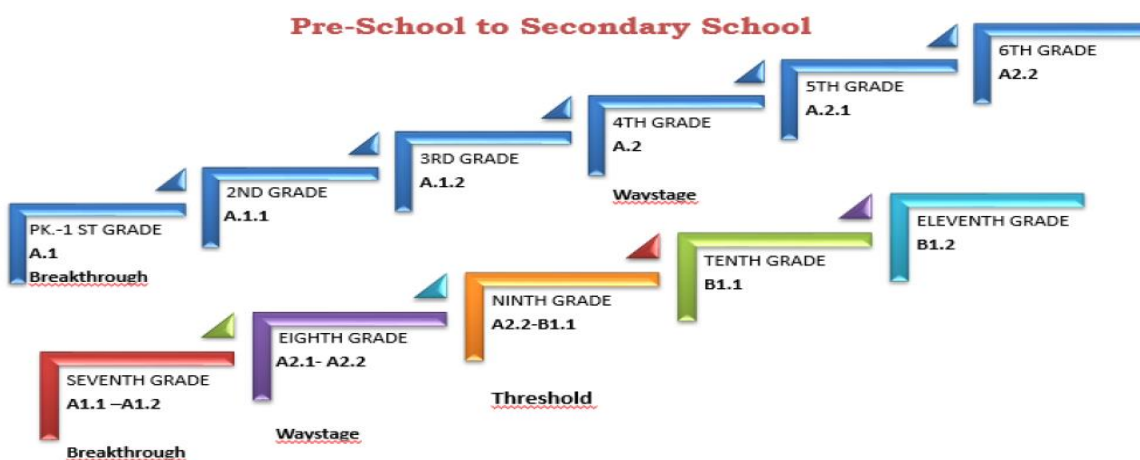 Pre-School to Secondary School
PK.-1 ST GRADE
A.1
Breakthrough
2ND GRADE
A.1.1
3RD GRADE
A.1.2
4TH GRADE
A.2
Waystage
5TH GRADE
A.2.1
6TH GRADE
A2.2
SEVENTH GRADE
A1.1 –A1.2
Breakthrough
EIGHTH GRADE
A2.1- A2.2
Waystage
NINTH GRADE
A2.2-B1.1
Threshold
TENTH GRADE
B1.1
ELEVENTH GRADE
B1.2